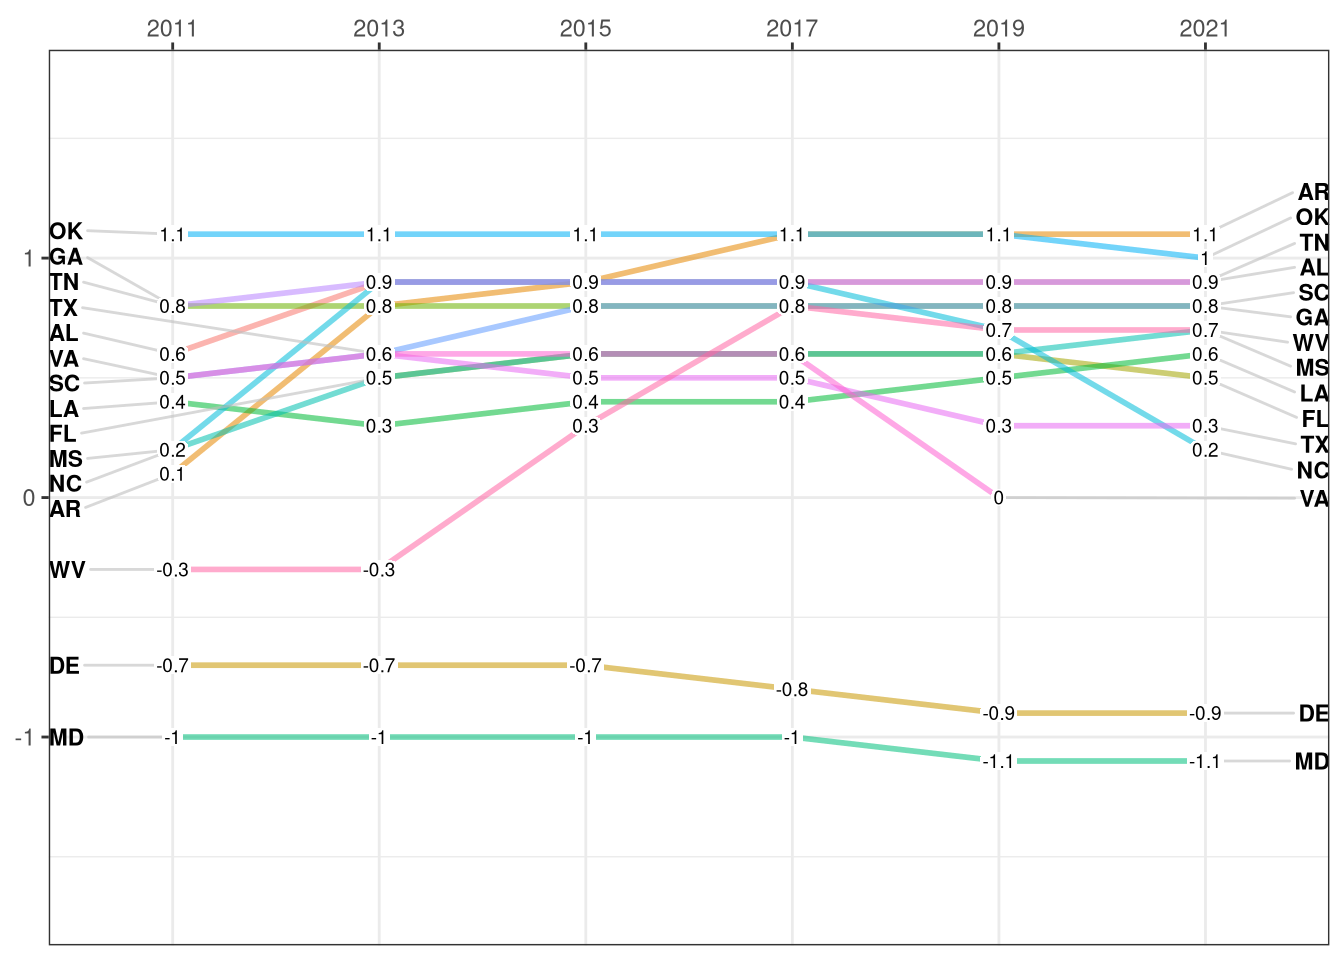 2011 2013 2015 2017 2019 2021
AR
OK
TN
AL
SC
GA
WV
MS
LA
FL
TX
NC
VA
DE
MD
OK
GA
TN
TX
AL
VA
SC
LA
FL
MS
NC
AR
WV
DE
MD
1
0
-1
1.1 1.1 1.1 1.1 1.1 1.1
1
0.9 0.9 0.9 0.9 0.9
0.8 0.8 0.8 0.8 0.8 0.8
0.7 0.7
0.6 0.6 0.6 0.6 0.6 0.6
0.5 0.5 0.5 0.5 0.5 0.5
0.4 0.4 0.4
0.3 0.3 0.3 0.3
0.2 0.2
0.1
0
-0.3 -0.3
-0.7 -0.7 -0.7
-0.8
-0.9 -0.9
-1 -1 -1 -1
-1.1 -1.1